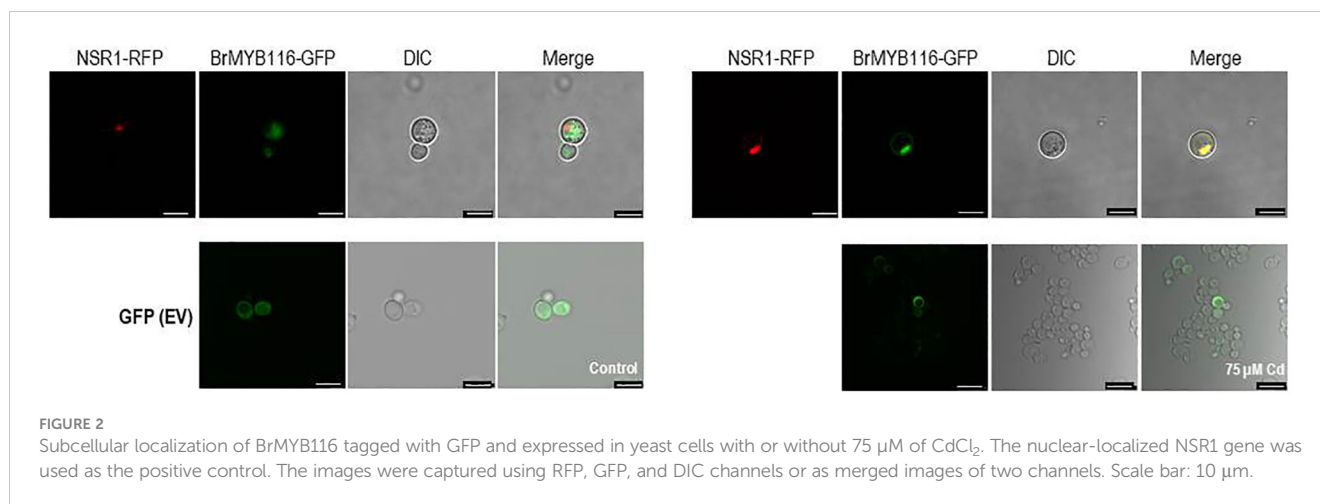 NSR1-RFP BrMYB116-GFP DIC Merge NSR1-RFP BrMYB116-GFP DIC Merge
GFP (EV)
Control
75 µM Cd
FIGURE 2
Subcellular localization of BrMYB116 tagged with GFP and expressed in yeast cells with or without 75 µM of CdCl₂. The nuclear-localized NSR1 gene was
used as the positive control. The images were captured using RFP, GFP, and DIC channels or as merged images of two channels. Scale bar: 10 µm.